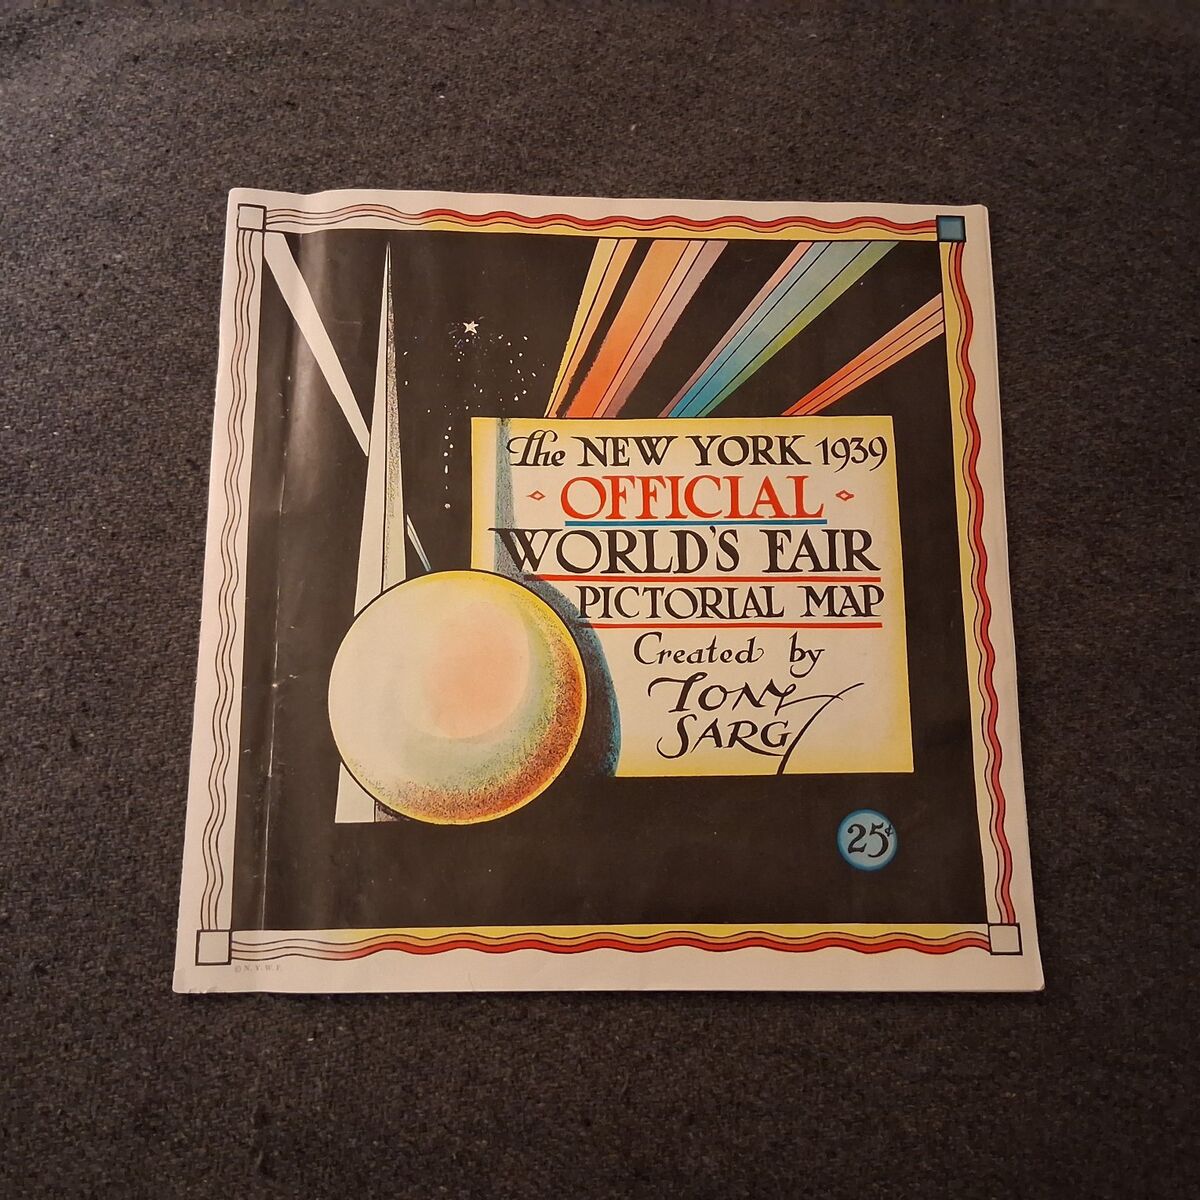 The NEW YORK 1939
OFFICIAL
WORLD'S FAIR
PICTORIAL MAP
Created by
TONY
SARG
25¢
© N. Y. W. F.